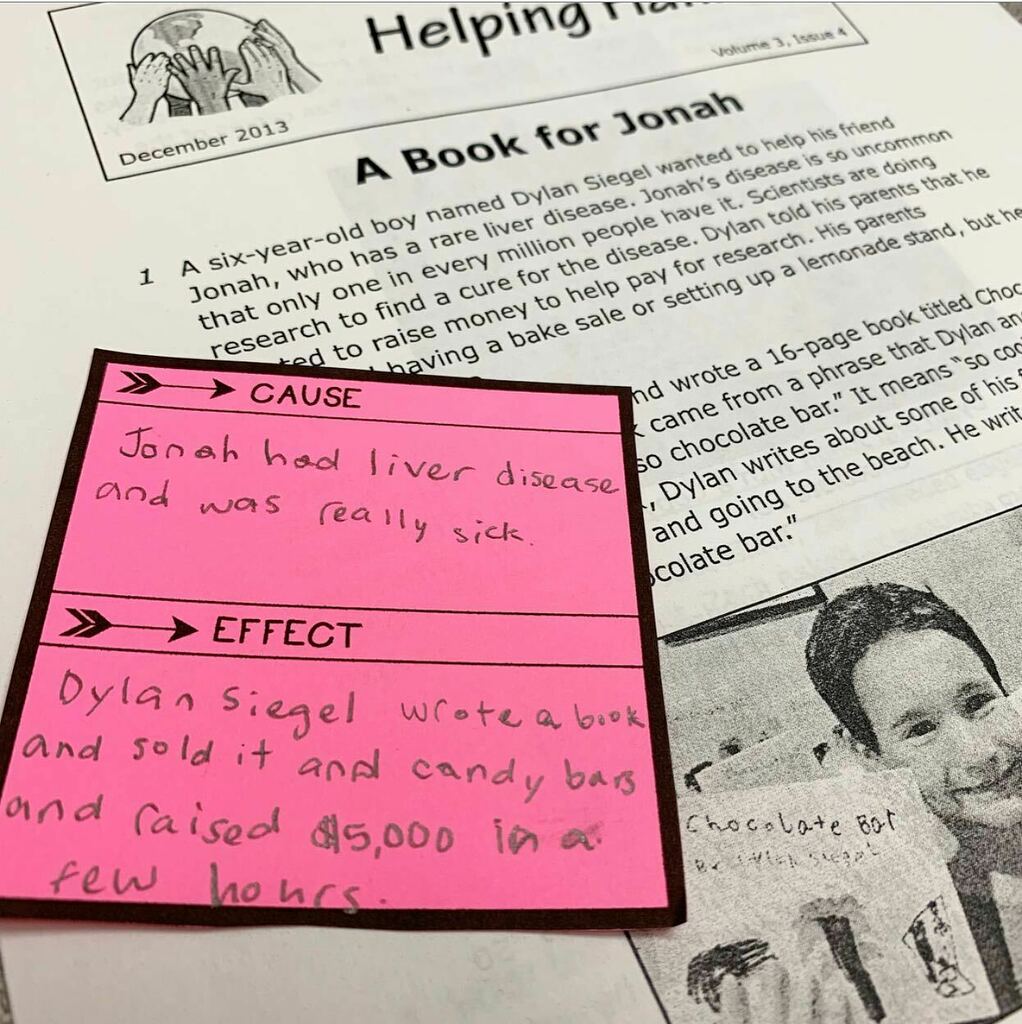 Helping
Volume 3, Issue 4
December 2013
A Book for Jonah
1 A six-year-old boy named Dylan Siegel wanted to help his friend
Jonah, who has a rare liver disease. Jonah's disease is so uncommon
that only one in every million people have it. Scientists are doing
research to find a cure for the disease. Dylan told his parents that he
ted to raise money to help pay for research. His parents
having a bake sale or setting up a lemonade stand, but he
nd wrote a 16-page book titled Choc
came from a phrase that Dylan an
so chocolate bar." It means "so coo
, Dylan writes about some of his
and going to the beach. He writ
ocolate bar."
CAUSE
Jonah had liver disease
and was really sick.
EFFECT
Dylan Siegel wrote a book
and sold it and candy bars
and raised $5,000 in a
few hours.
Chocolate Bar